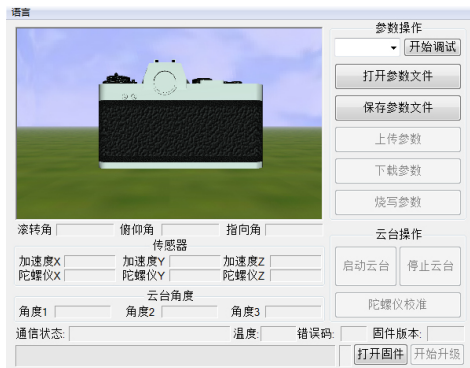 语言
参数操作
开始调试
打开参数文件
保存参数文件
上传参数
下载参数
烧写参数
滚转角 俯仰角 指向角
传感器
加速度X 加速度Y 加速度Z
陀螺仪X 陀螺仪Y 陀螺仪Z
云台角度
角度1 角度2 角度3
云台操作
启动云台 停止云台
陀螺仪校准
通信状态: 温度: 错误码: 固件版本:
打开固件 开始升级